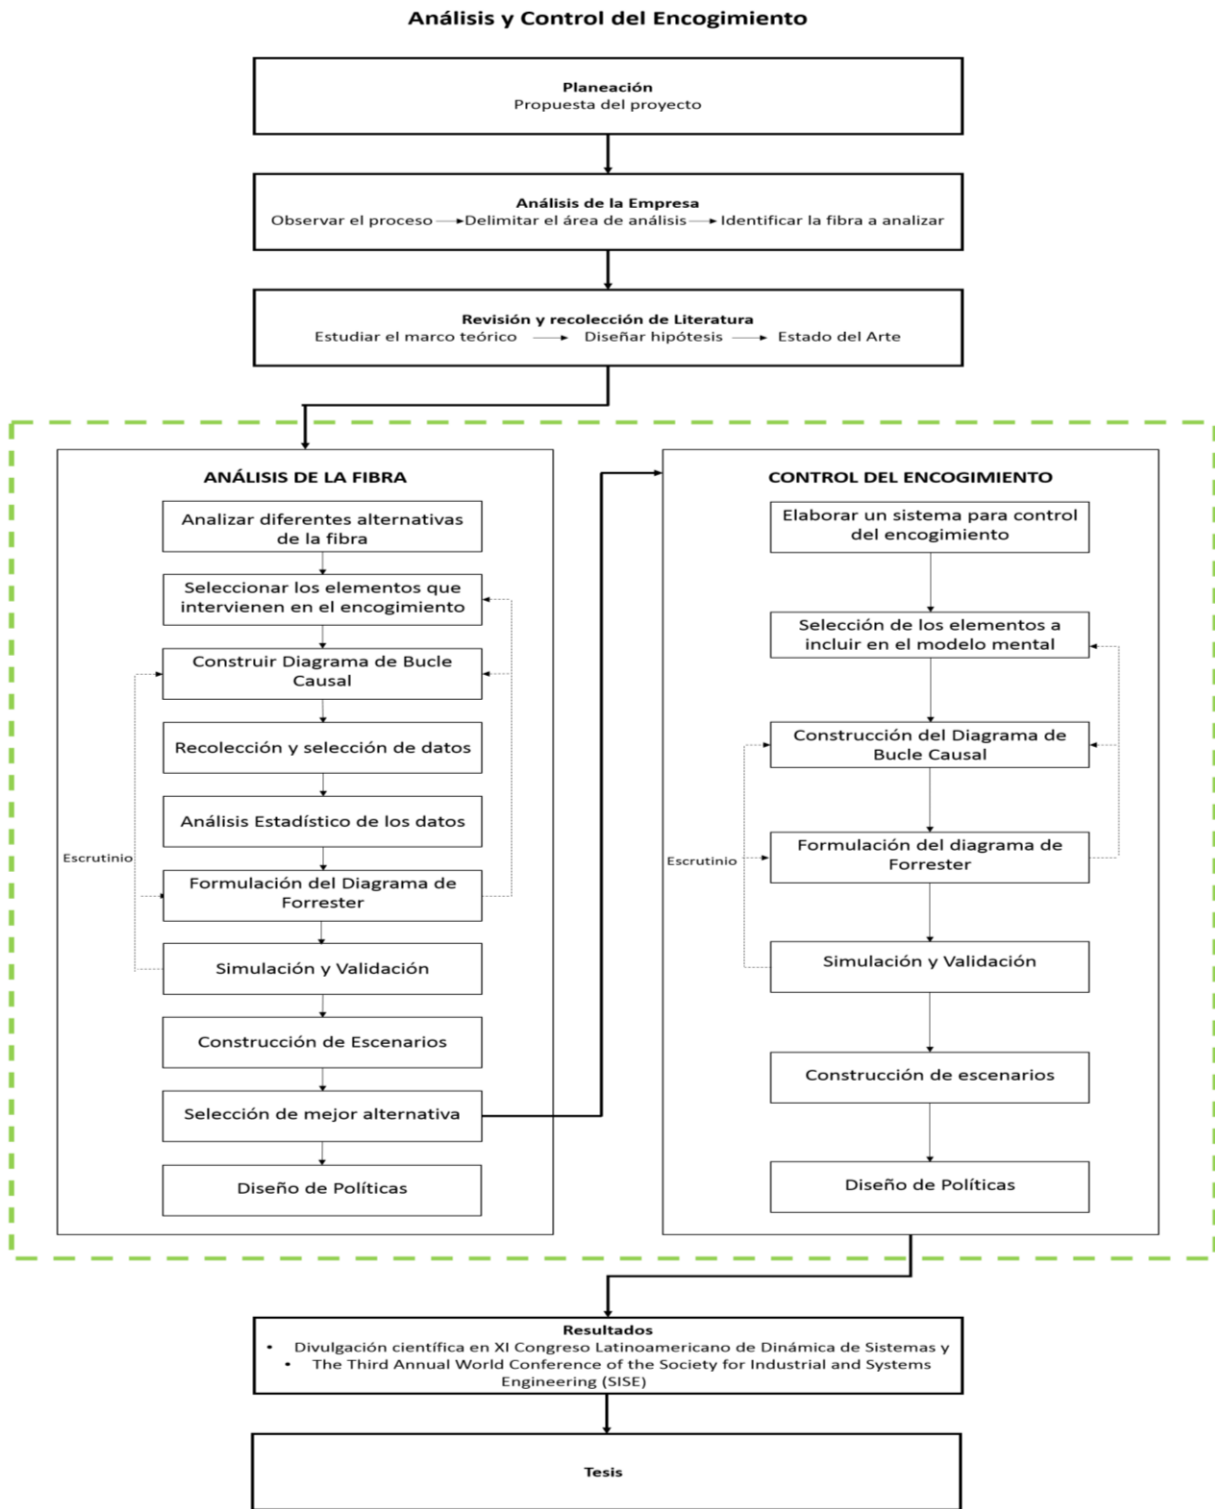 Análisis y Control del Encogimiento
Planeación
Propuesta del proyecto
Análisis de la Empresa
Observar el proceso Delimitar el área de análisis Identificar la fibra a analizar
Revisión y recolección de Literatura
Estudiar el marco teórico Diseñar hipótesis Estado del Arte
ANÁLISIS DE LA FIBRA
Analizar diferentes alternativas
de la fibra
Seleccionar los elementos que
intervienen en el encogimiento
Construir Diagrama de Bucle
Causal
Recolección y selección de datos
Análisis Estadístico de los datos
Escrutinio
Formulación del Diagrama de
Forrester
Simulación y Validación
Construcción de Escenarios
Selección de mejor alternativa
Diseño de Políticas
CONTROL DEL ENCOGIMIENTO
Elaborar un sistema para control
del encogimiento
Selección de los elementos a
incluir en el modelo mental
Construcción del Diagrama de
Bucle Causal
Escrutinio
Formulación del diagrama de
Forrester
Simulación y Validación
Construcción de escenarios
Diseño de Políticas
Resultados
• Divulgación científica en XI Congreso Latinoamericano de Dinámica de Sistemas y
• The Third Annual World Conference of the Society for Industrial and Systems
Engineering (SISE)
Tesis